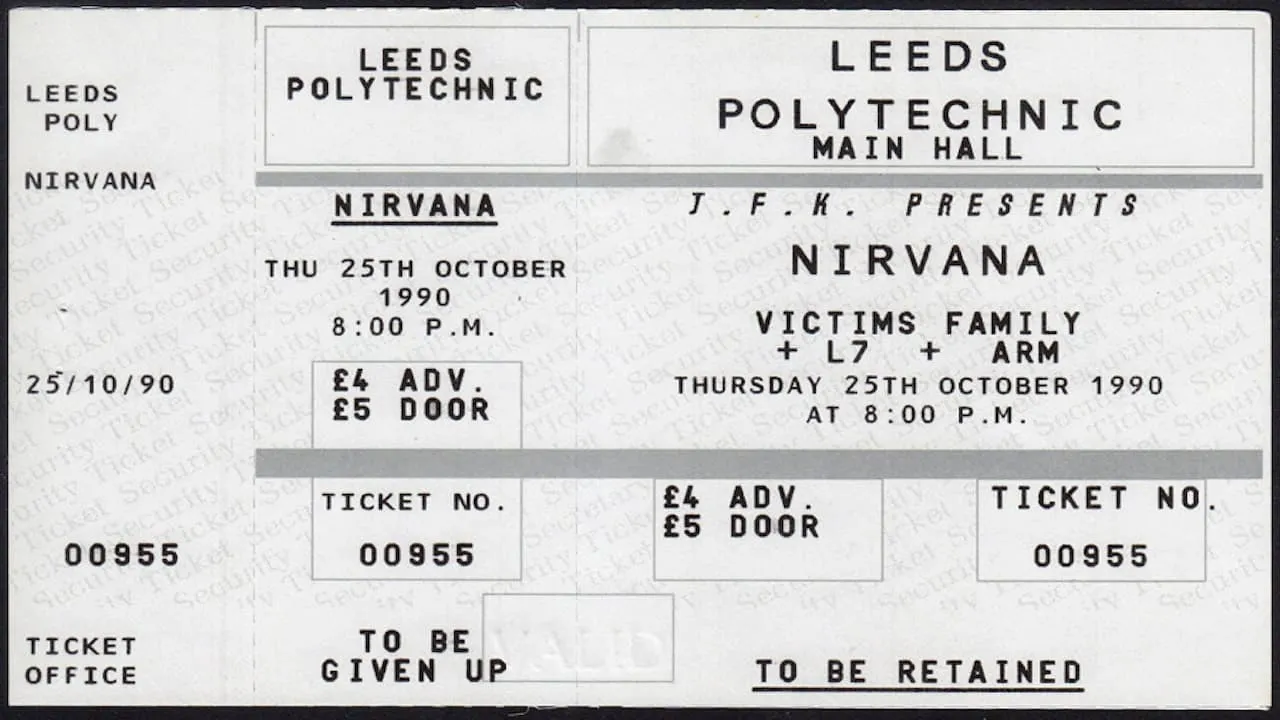 LEEDS
POLY
NIRVANA
25/10/90
00955
TICKET
OFFICE
LEEDS
POLYTECHNIC
NIRVANA
THU 25TH OCTOBER
1990
8:00 P.M.
£4 ADV.
£5 DOOR
TICKET NO.
00955
TO BE
GIVEN UP
VALID
LEEDS
POLYTECHNIC
MAIN HALL
J.F.K. PRESENTS
NIRVANA
VICTIMS FAMILY
+ L7 + ARM
THURSDAY 25TH OCTOBER 1990
AT 8:00 P.M.
£4 ADV.
£5 DOOR
TICKET NO.
00955
TO BE RETAINED